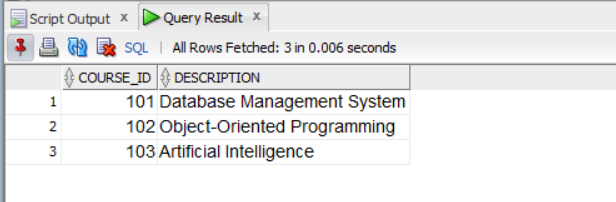 Script Output x Query Result x
SQL | All Rows Fetched: 3 in 0.006 seconds
COURSE_ID DESCRIPTION
1 101 Database Management System
2 102 Object-Oriented Programming
3 103 Artificial Intelligence